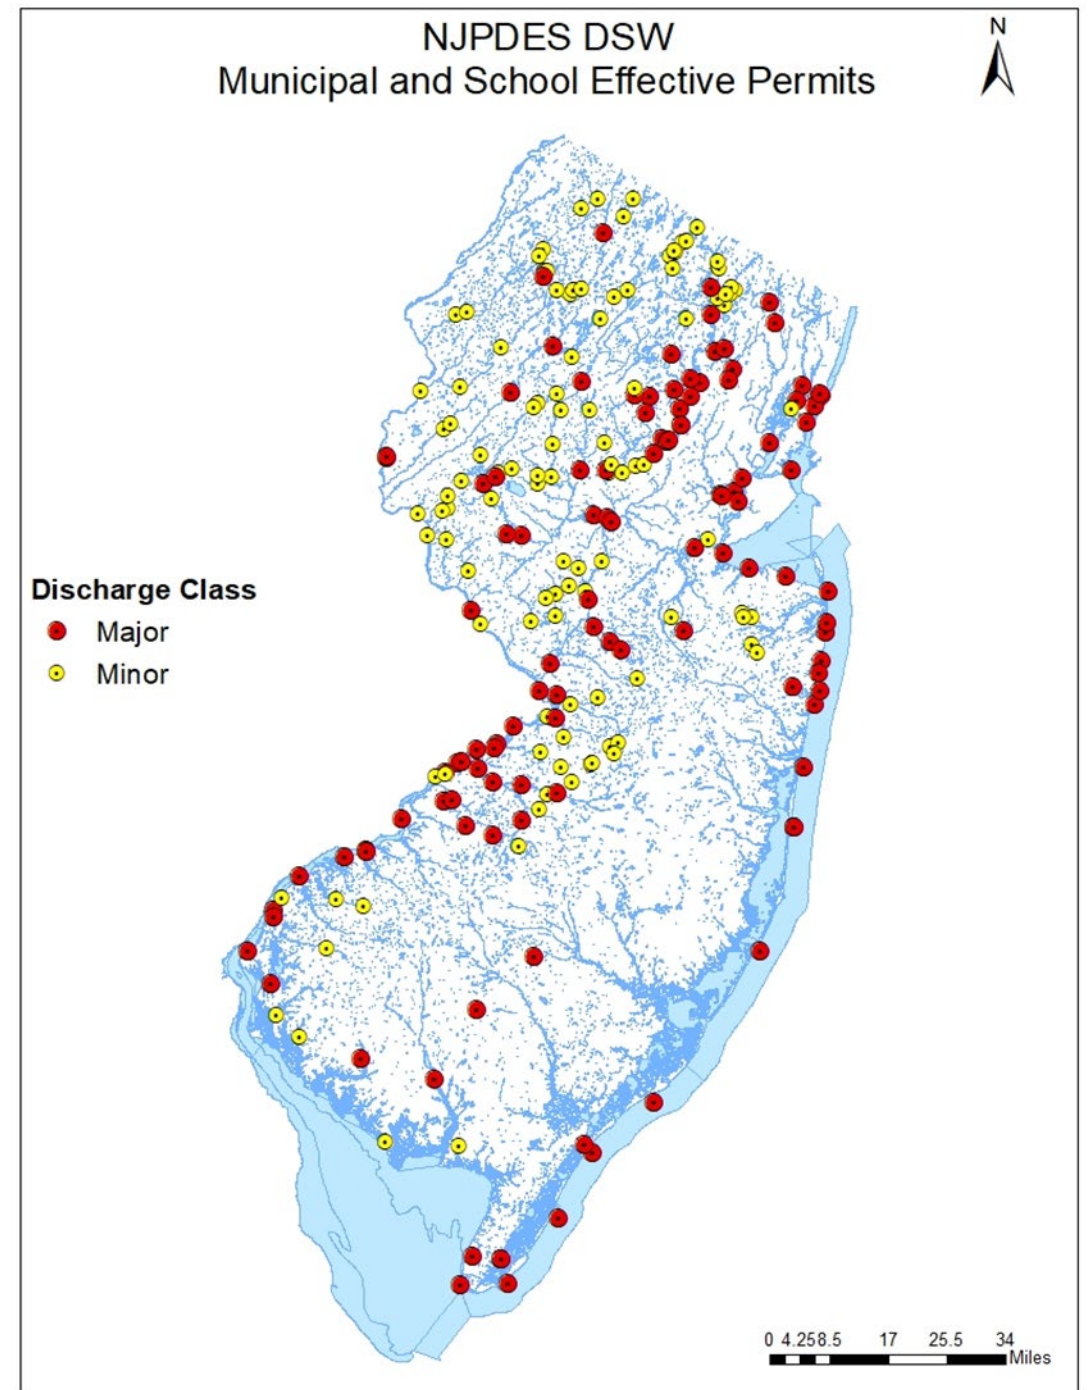 NJPDES DSW
Municipal and School Effective Permits
N
Discharge Class
Major
Minor
0 4.25 8.5 17 25.5 34
Miles